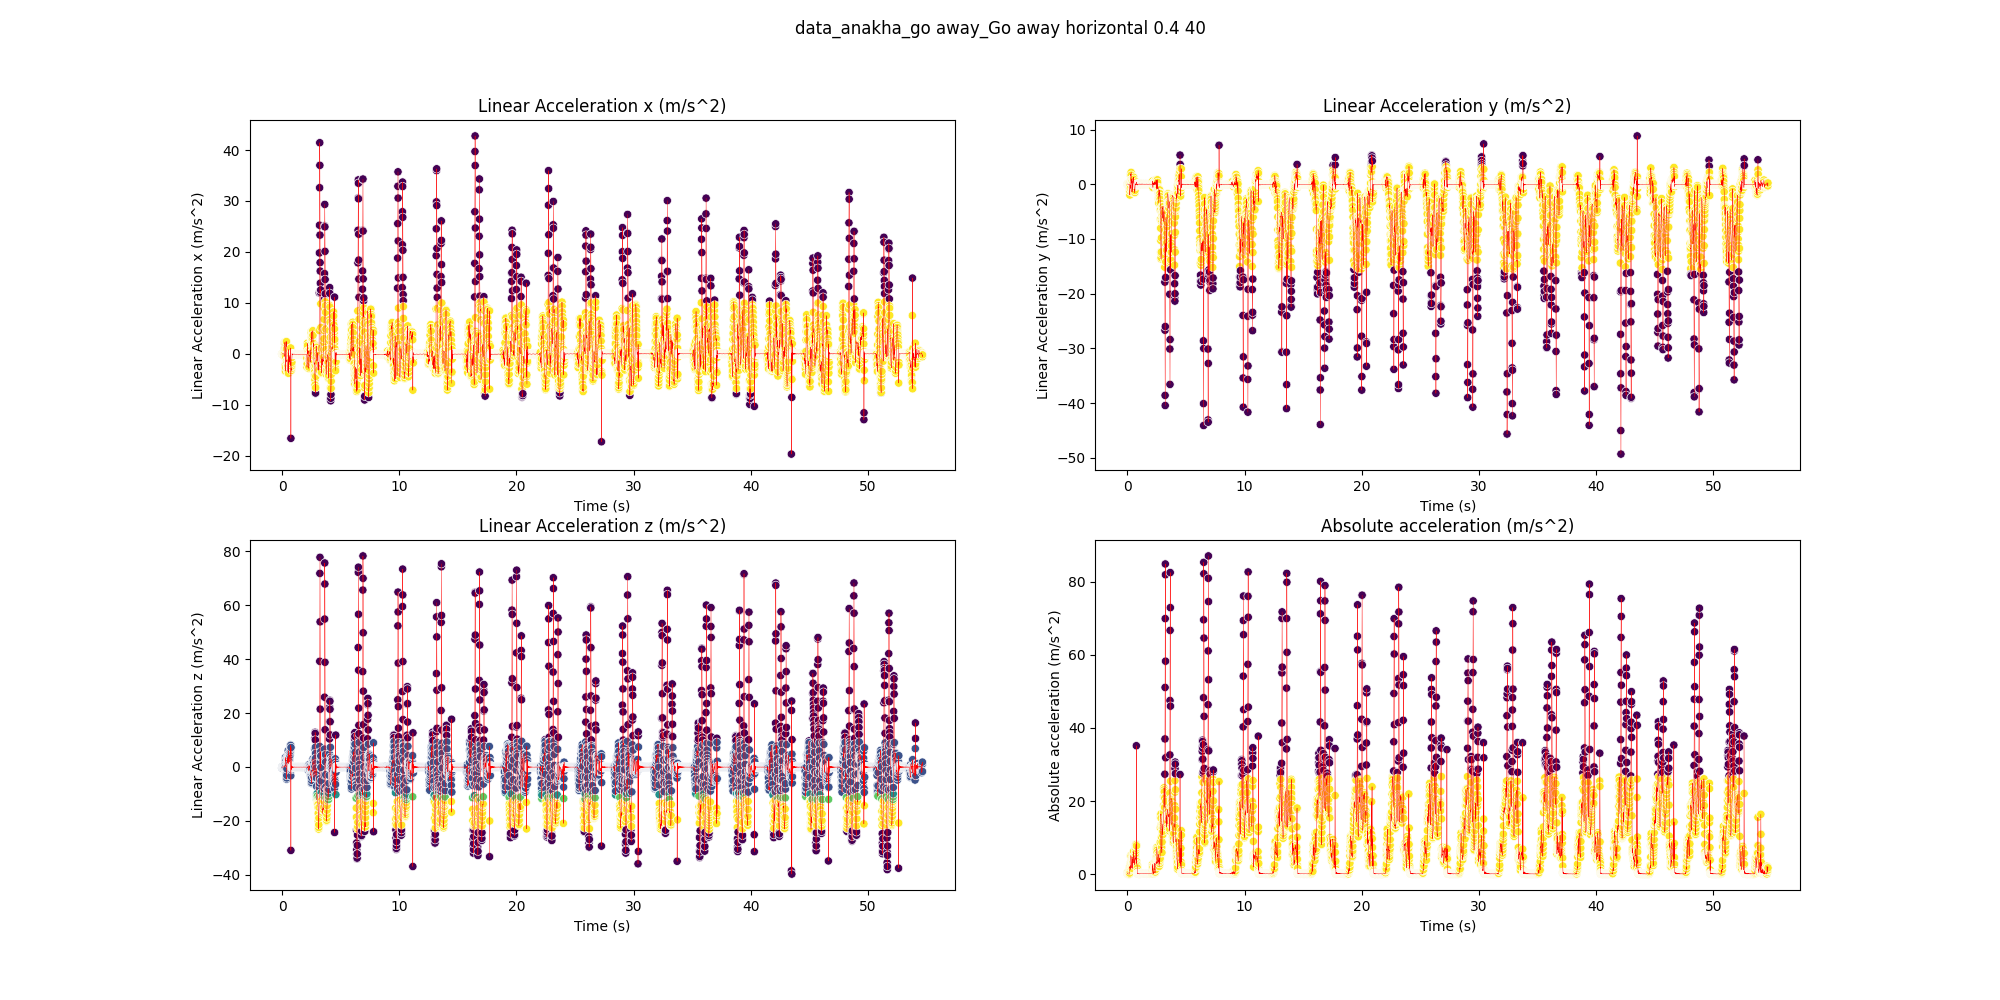 data_anakha_go away_Go away horizontal 0.4 40
Linear Acceleration x (m/s^2)
Linear Acceleration x (m/s^2)
40
30
20
10
0
−10
−20
0 10 20 30 40 50
Time (s)
Linear Acceleration y (m/s^2)
Linear Acceleration y (m/s^2)
10
0
−10
−20
−30
−40
−50
0 10 20 30 40 50
Time (s)
Linear Acceleration z (m/s^2)
Linear Acceleration z (m/s^2)
80
60
40
20
0
−20
−40
0 10 20 30 40 50
Time (s)
Absolute acceleration (m/s^2)
Absolute acceleration (m/s^2)
80
60
40
20
0
0 10 20 30 40 50
Time (s)